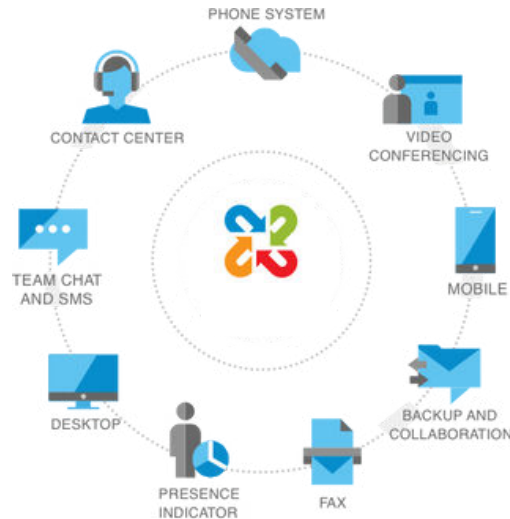 PHONE SYSTEM
CONTACT CENTER
VIDEO
CONFERENCING
TEAM CHAT
AND SMS
MOBILE
DESKTOP
BACKUP AND
COLLABORATION
PRESENCE
INDICATOR
FAX